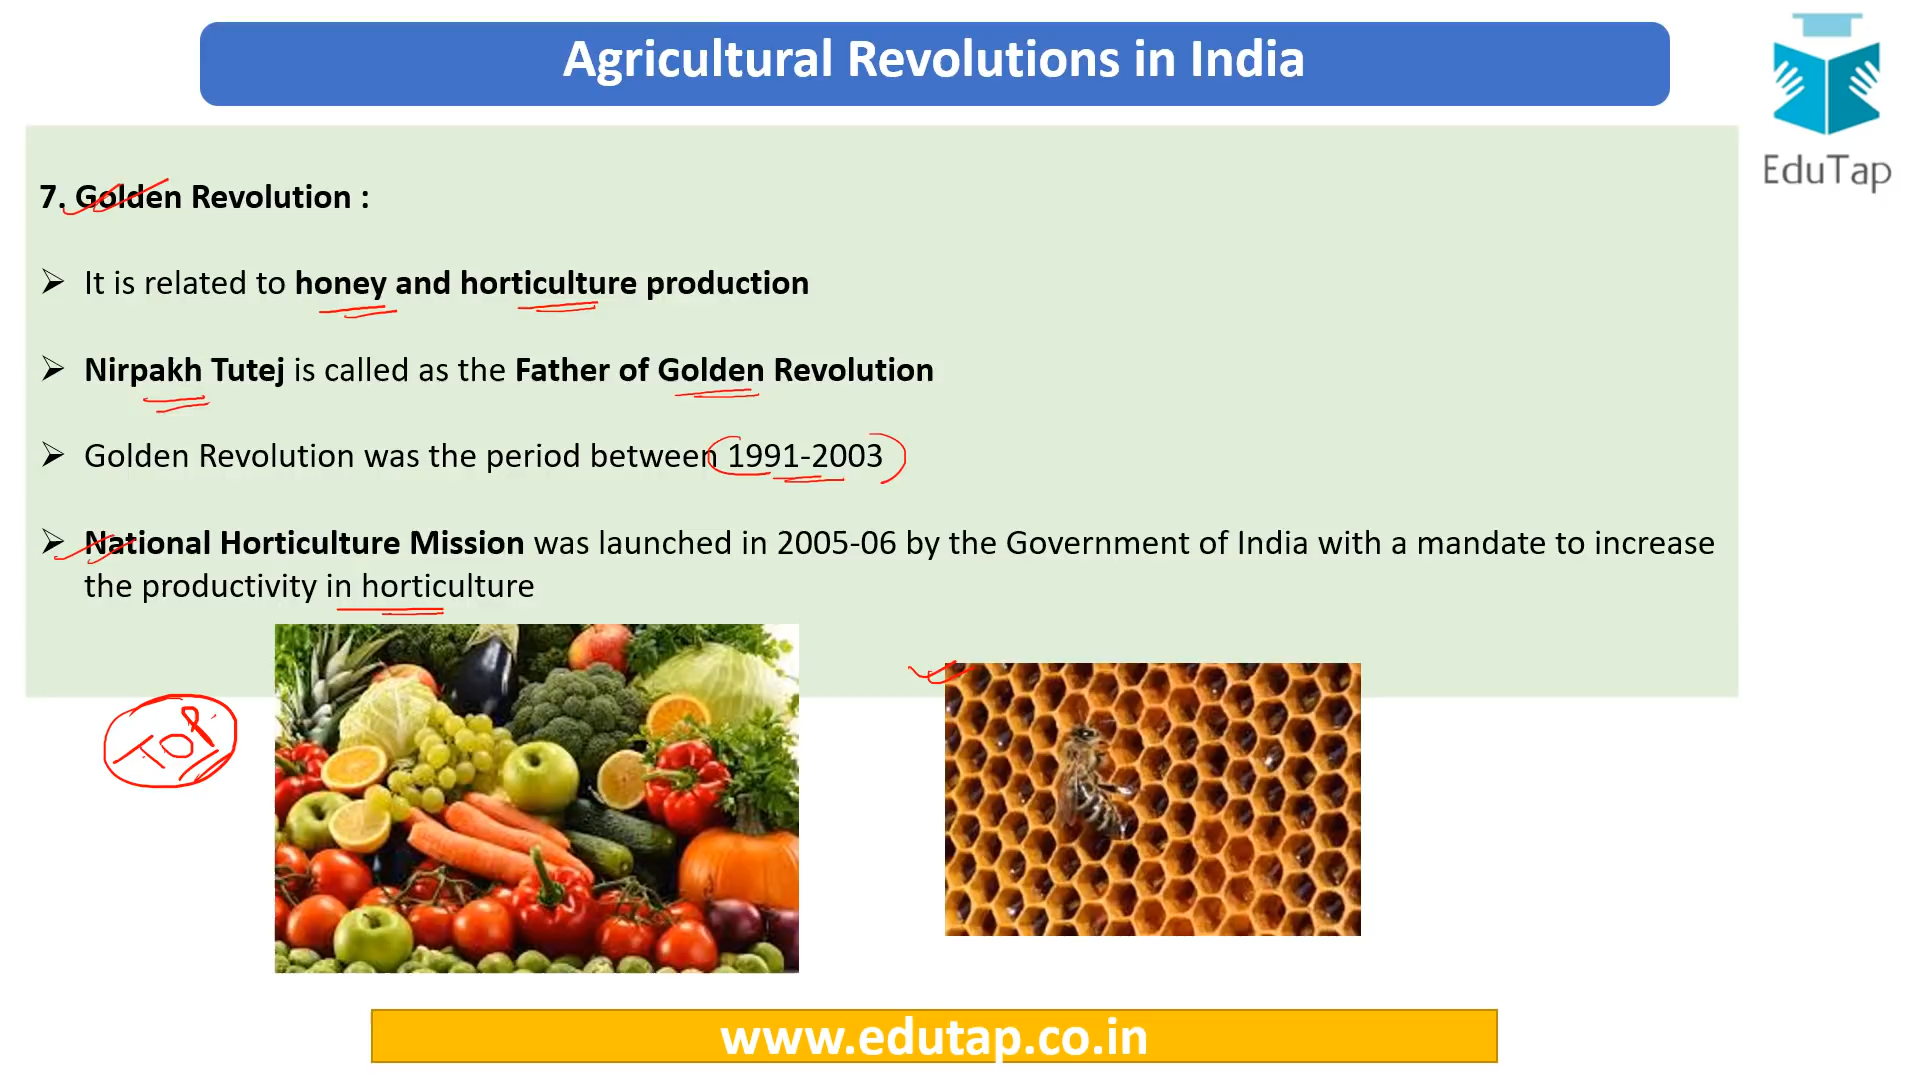 Agricultural Revolutions in India
EduTap
7. Golden Revolution :
➢ It is related to honey and horticulture production
➢ Nirpakh Tutej is called as the Father of Golden Revolution
➢ Golden Revolution was the period between 1991-2003
➢ National Horticulture Mission was launched in 2005-06 by the Government of India with a mandate to increase
the productivity in horticulture
TOP
www.edutap.co.in